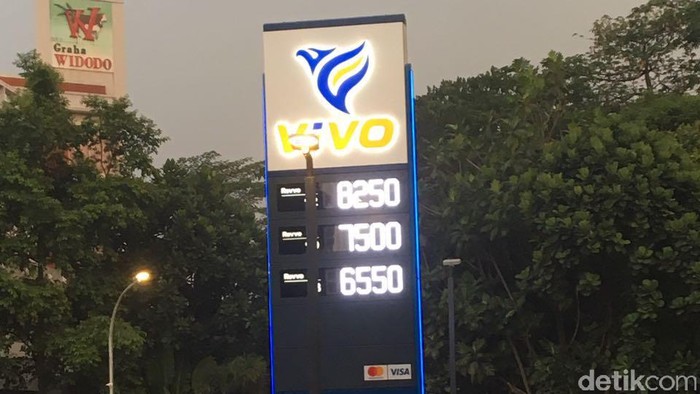 W
Graha
WIDODO
VIVO
Revvo 8250
Revvo 7500
Revvo 6550
VISA
detikcom